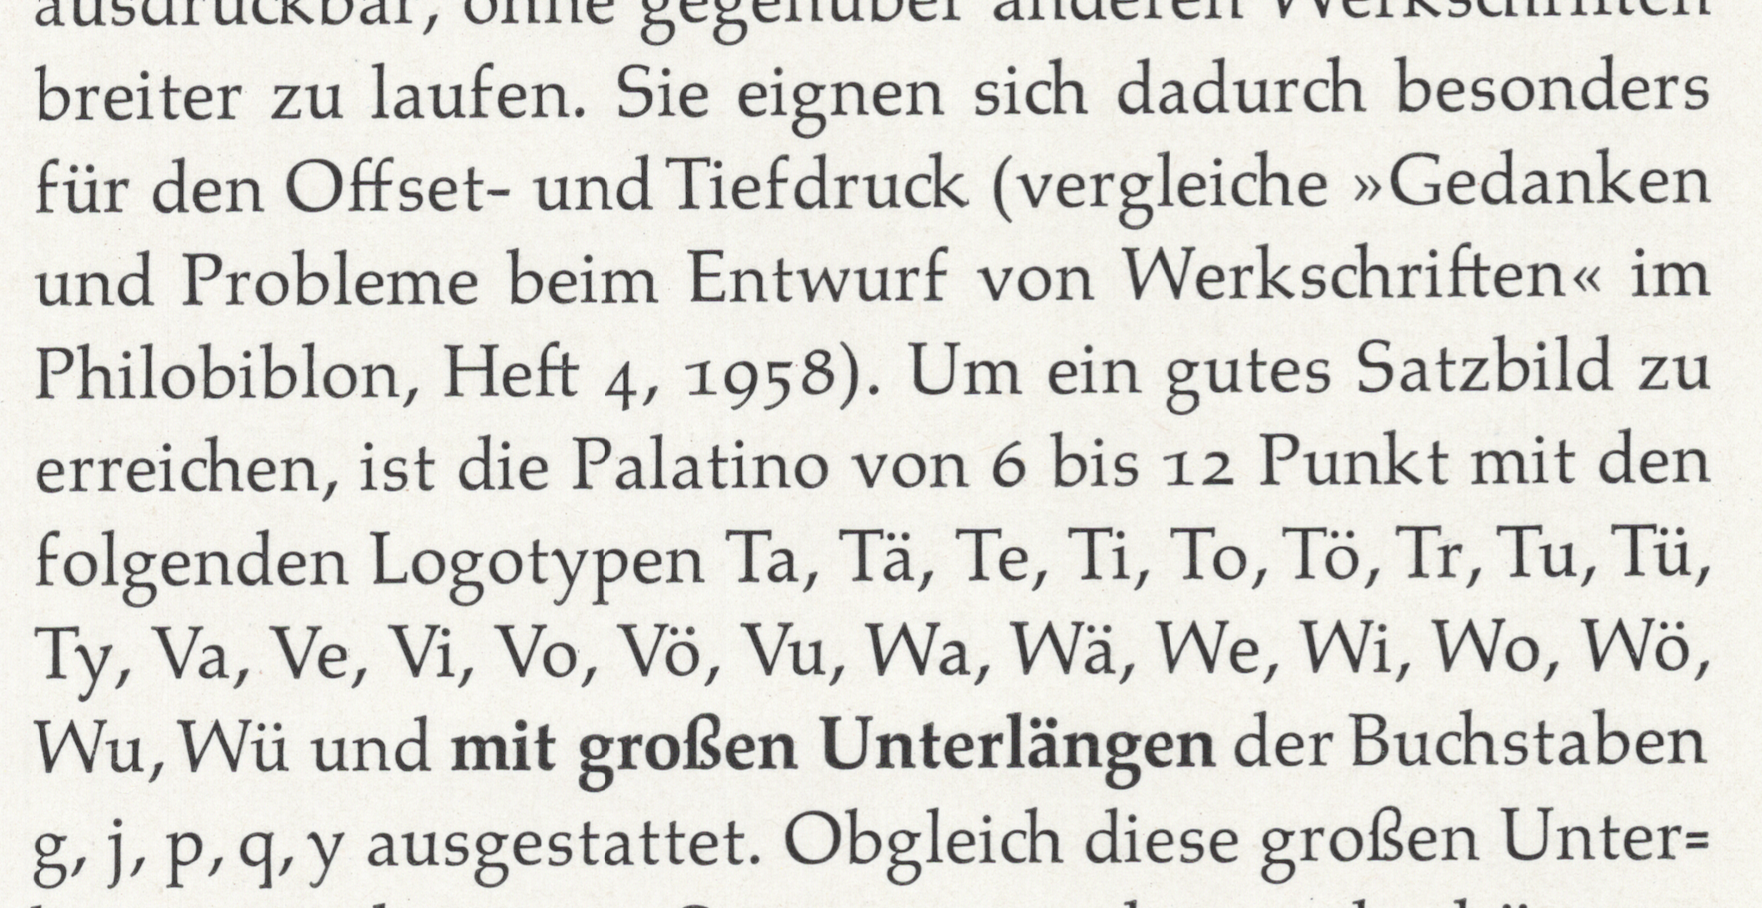 ausdruckbar, ohne gegenüber anderen Werkschriften
breiter zu laufen. Sie eignen sich dadurch besonders
für den Offset- und Tiefdruck (vergleiche »Gedanken
und Probleme beim Entwurf von Werkschriften« im
Philobiblon, Heft 4, 1958). Um ein gutes Satzbild zu
erreichen, ist die Palatino von 6 bis 12 Punkt mit den
folgenden Logotypen Ta, Tä, Te, Ti, To, Tö, Tr, Tu, Tü,
Ty, Va, Ve, Vi, Vo, Vö, Vu, Wa, Wä, We, Wi, Wo, Wö,
Wu, Wü und mit großen Unterlängen der Buchstaben
g, j, p, q, y ausgestattet. Obgleich diese großen Unter=